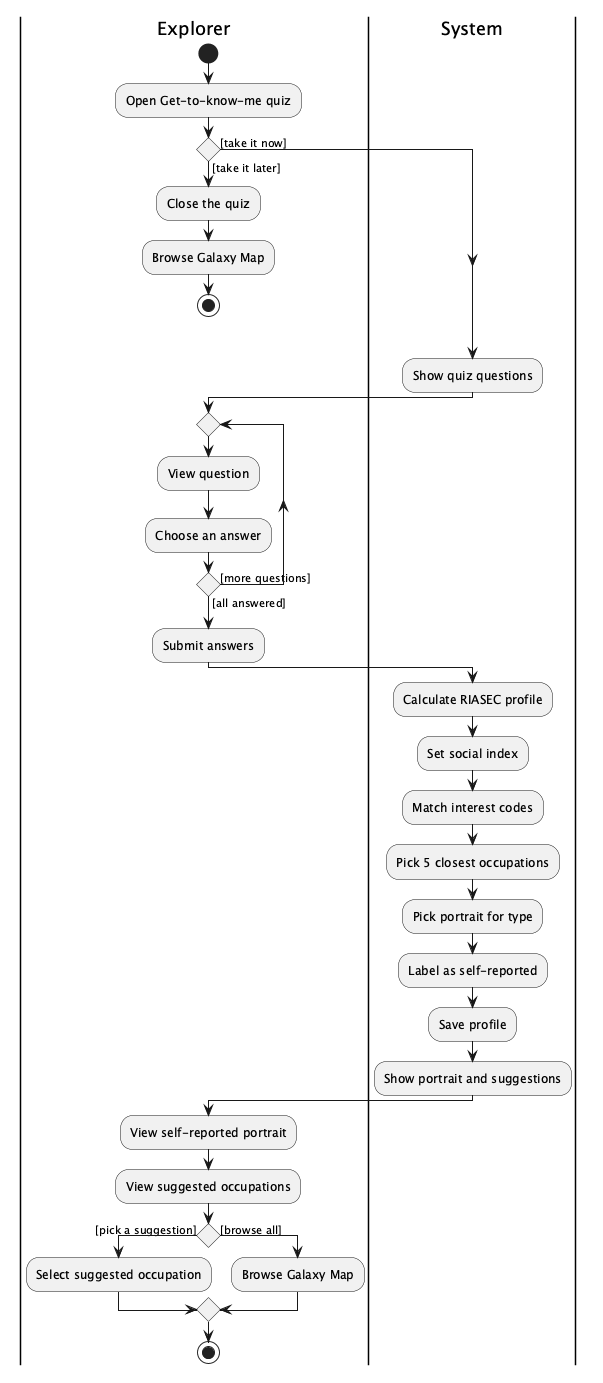 Explorer
System
Open Get-to-know-me quiz
[take it now]
[take it later]
Close the quiz
Browse Galaxy Map
Show quiz questions
View question
Choose an answer
[more questions]
[all answered]
Submit answers
Calculate RIASEC profile
Set social index
Match interest codes
Pick 5 closest occupations
Pick portrait for type
Label as self-reported
Save profile
Show portrait and suggestions
View self-reported portrait
View suggested occupations
[pick a suggestion]
[browse all]
Select suggested occupation
Browse Galaxy Map